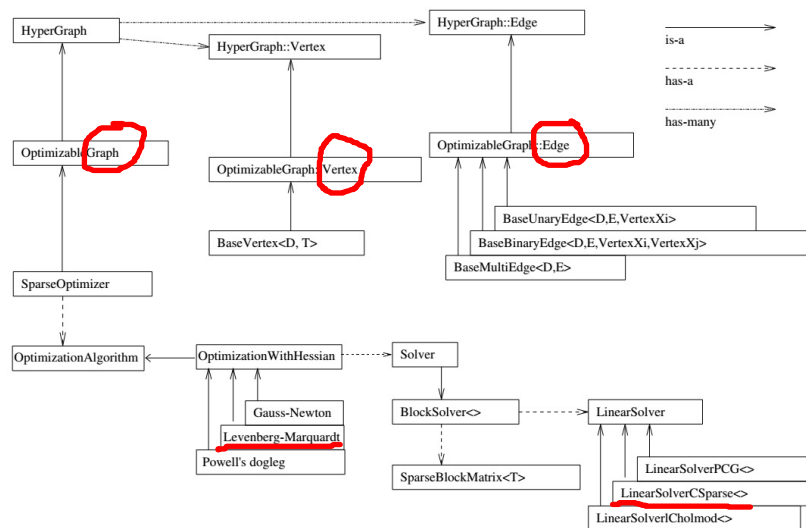 HyperGraph
HyperGraph::Edge
is-a
HyperGraph::Vertex
has-a
has-many
OptimizableGraph
OptimizableGraph::Vertex
OptimizableGraph::Edge
BaseUnaryEdge<D,E,VertexXi>
BaseBinaryEdge<D,E,VertexXi,VertexXj>
BaseMultiEdge<D,E>
BaseVertex<D, T>
SparseOptimizer
OptimizationAlgorithm
OptimizationWithHessian
Solver
Gauss-Newton
Levenberg-Marquardt
Powell's dogleg
BlockSolver<>
LinearSolver
SparseBlockMatrix<T>
LinearSolverPCG<>
LinearSolverCSparse<>
LinearSolverlCholmod<>